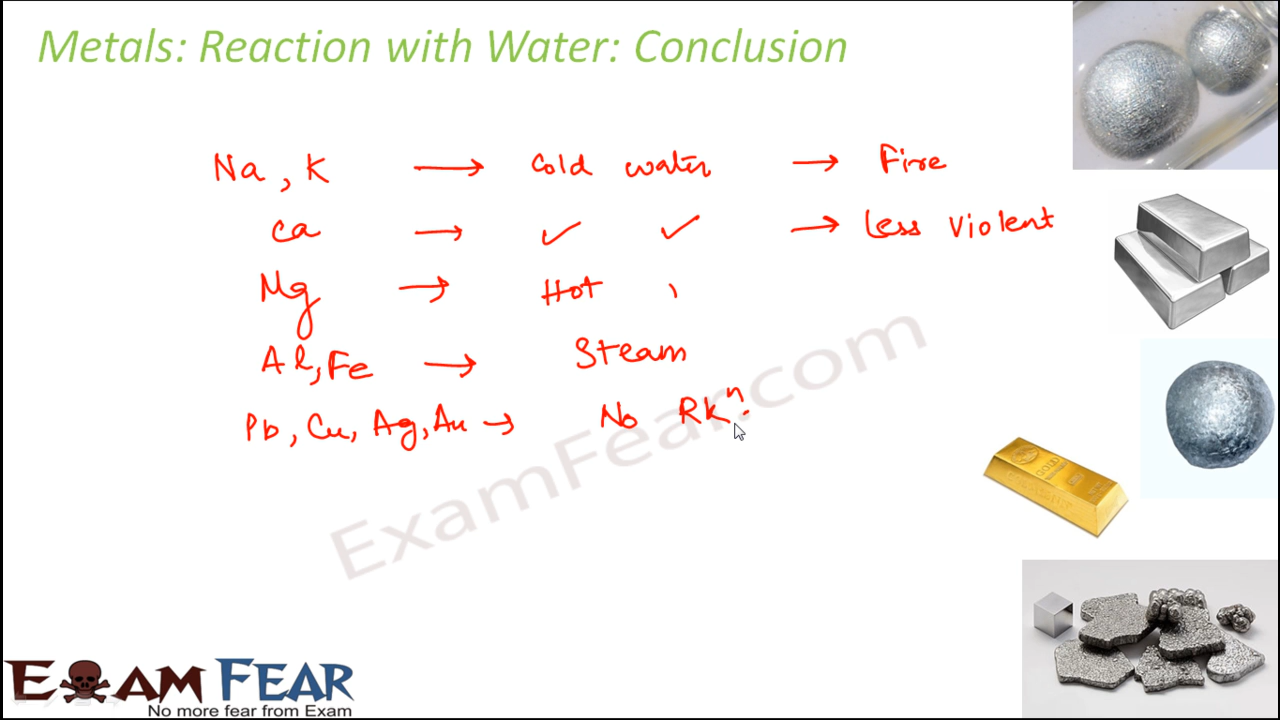 Metals: Reaction with Water: Conclusion
Na, K → Cold water → Fire
Ca → ✓ ✓ → Less Violent
Mg → Hot
Al, Fe → Steam
Pb, Cu, Ag, Au → No Rxⁿ.
ExamFear.com
GOLD
EXAM FEAR
No more fear from Exam